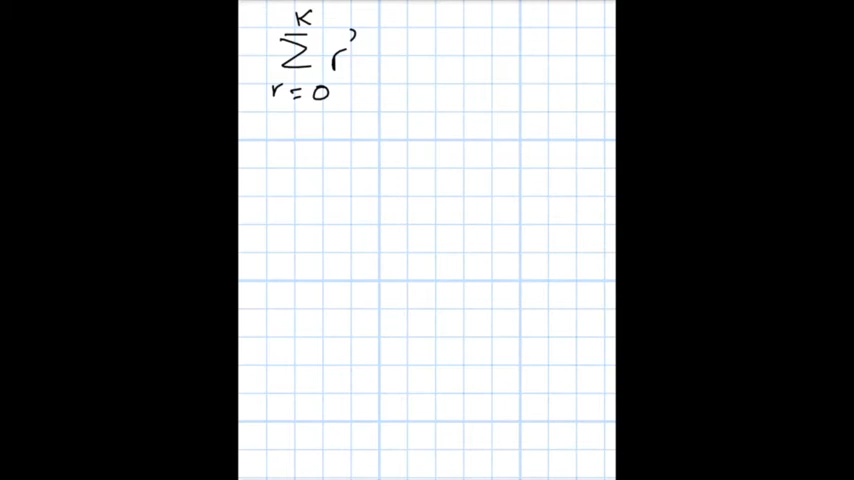 K
∑ r’
r = 0